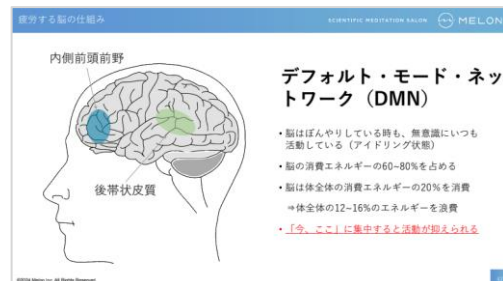 疲労する脳の仕組み
SCIENTIFIC MEDITATION SALON MELON
内側前頭前野
後帯状皮質
デフォルト・モード・ネッ
トワーク（DMN）
・脳はぼんやりしている時も、無意識にいつも
活動している（アイドリング状態）
・脳の消費エネルギーの60~80%を占める
・脳は体全体の消費エネルギーの20%を消費
⇒体全体の12~16%のエネルギーを浪費
・「今、ここ」に集中すると活動が抑えられる
©2024 Melon Inc. All Rights Reserved